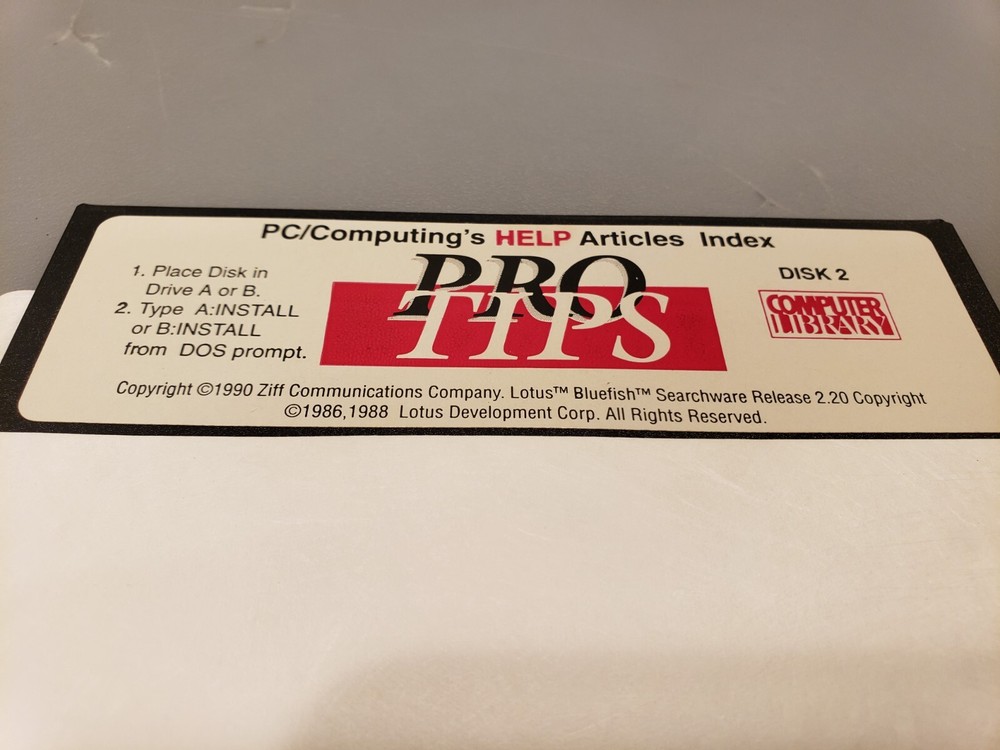 PC/Computing's HELP Articles Index
1. Place Disk in
Drive A or B.
2. Type A:INSTALL
or B:INSTALL
from DOS prompt.
PRO
TIPS
DISK 2
COMPUTER
LIBRARY
Copyright ©1990 Ziff Communications Company. Lotus™ Bluefish™ Searchware Release 2.20 Copyright
©1986,1988 Lotus Development Corp. All Rights Reserved.